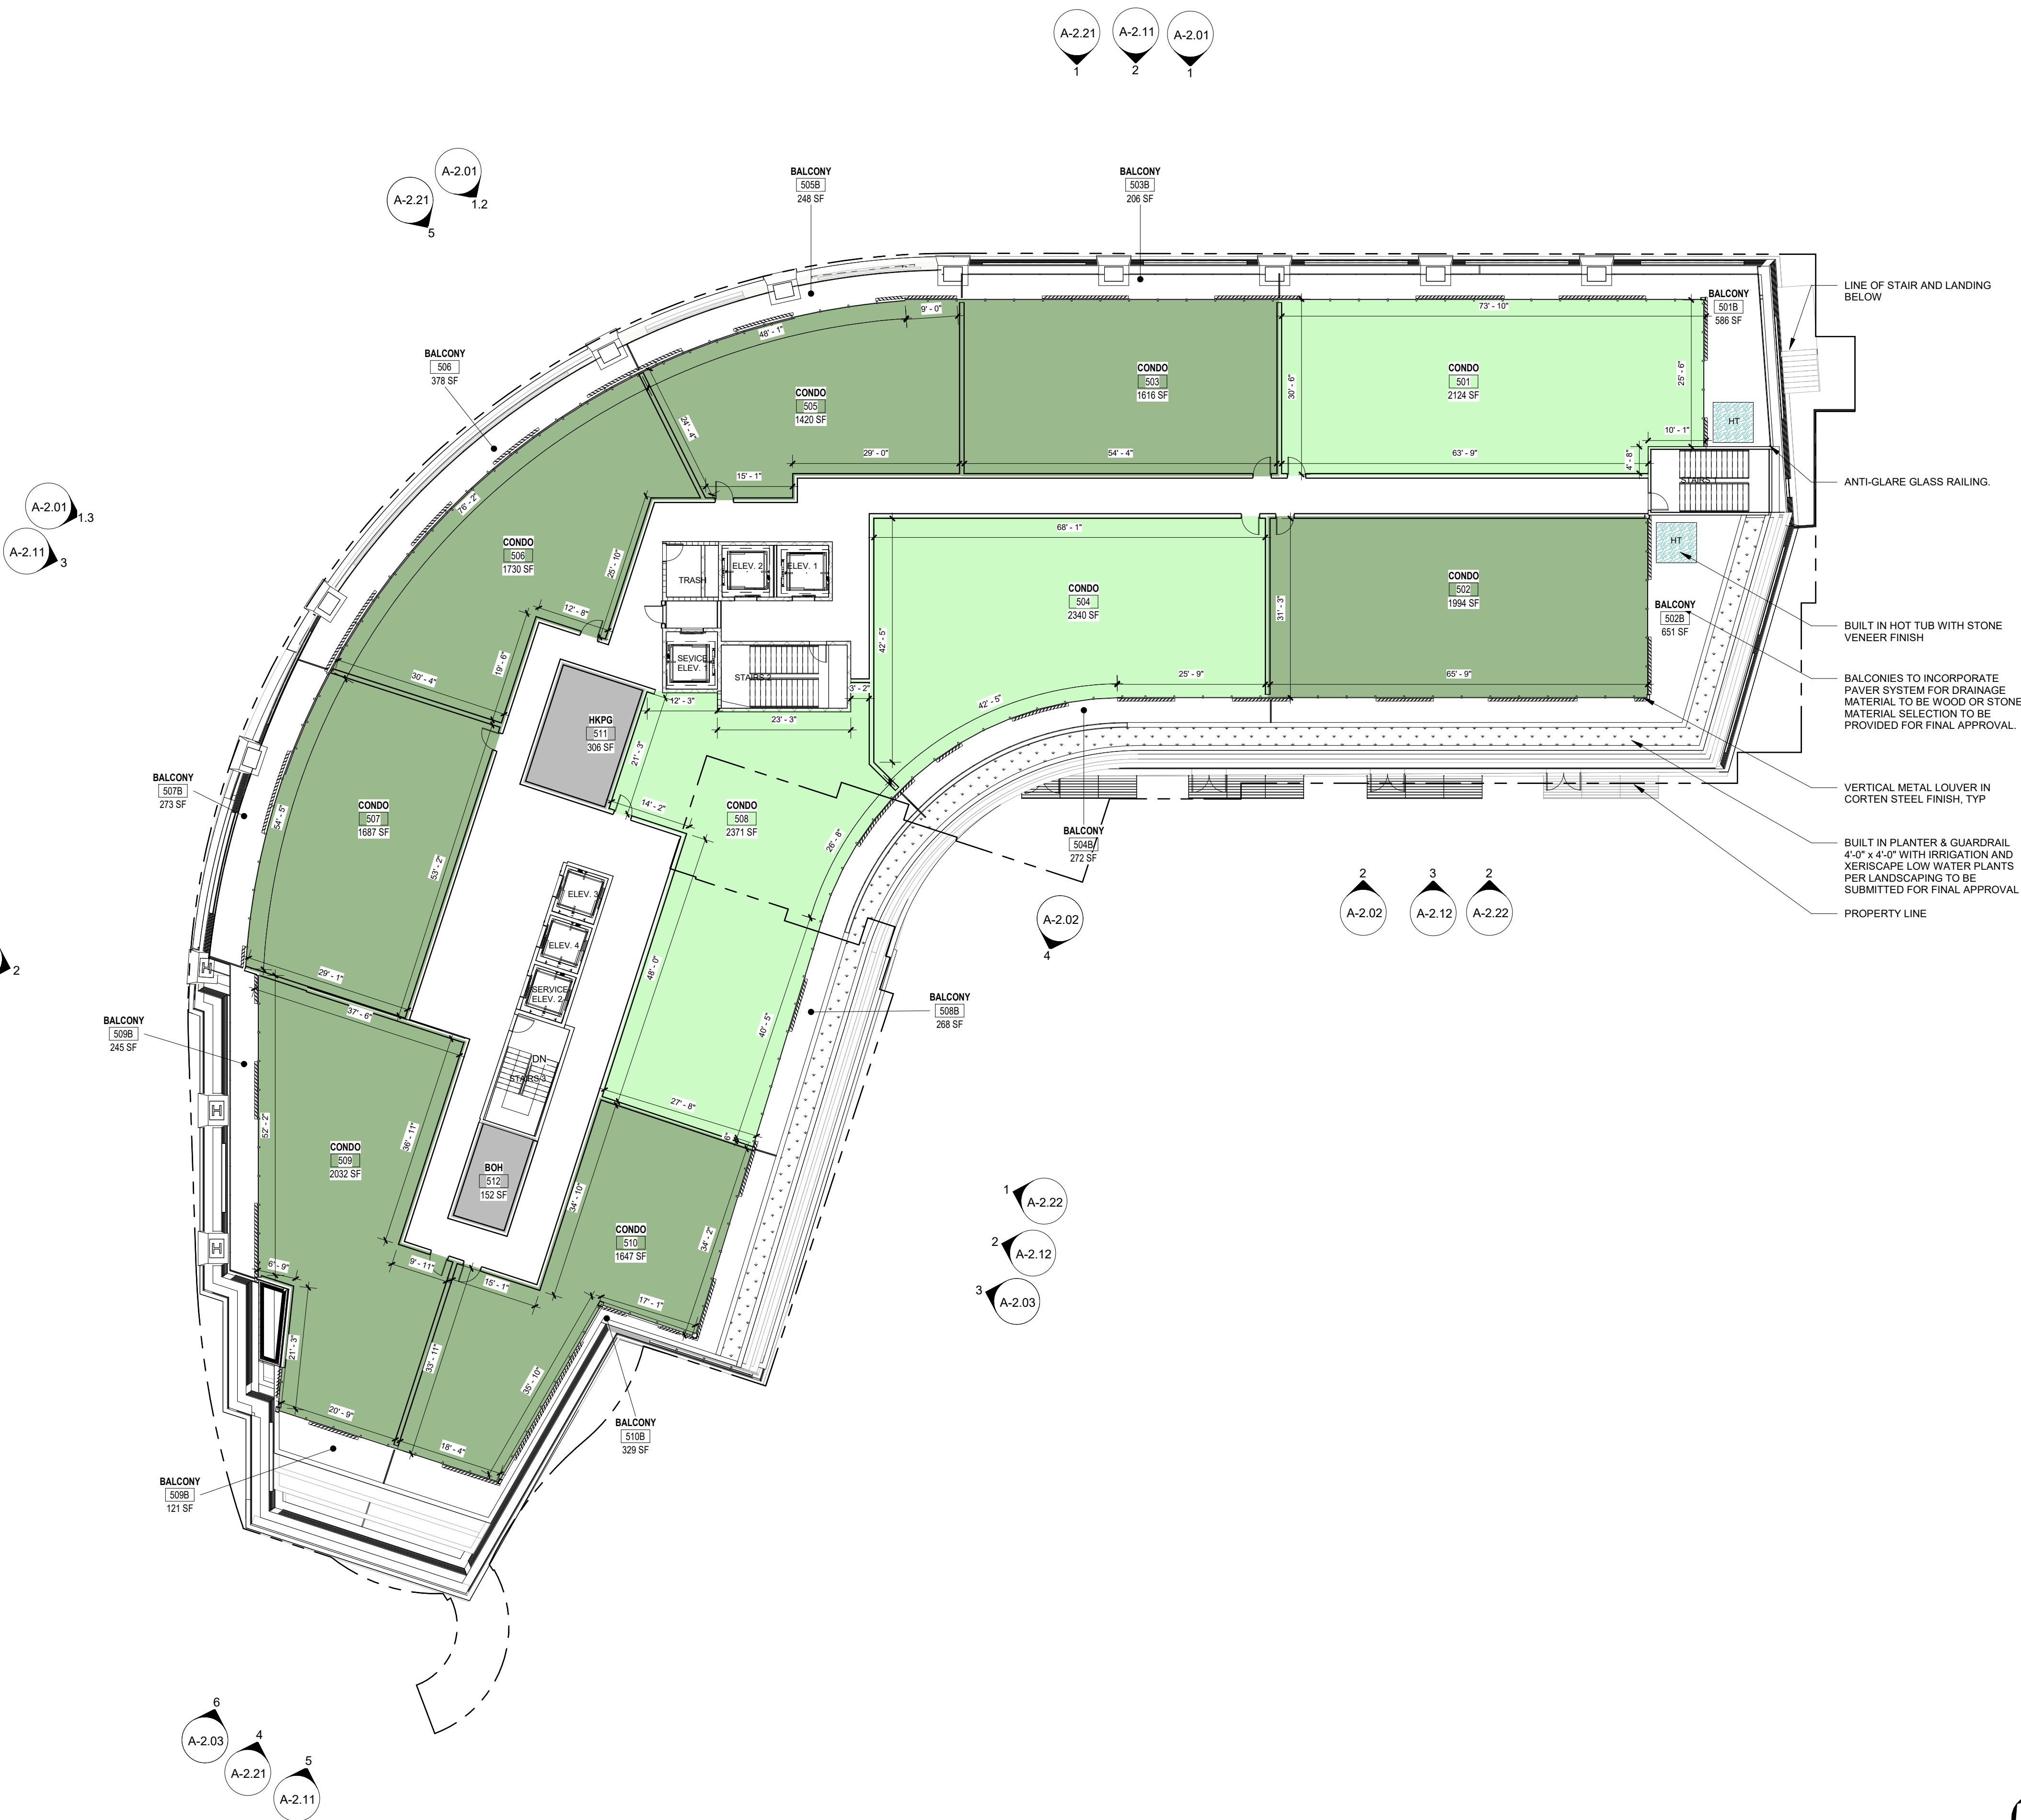 A-2.21
A-2.11
A-2.01
1
2
1
A-2.01
1.2
A-2.21
5
BALCONY
505B
248 SF
BALCONY
503B
206 SF
LINE OF STAIR AND LANDING
BELOW
BALCONY
501B
586 SF
9' - 0"
48' - 1"
73' - 10"
BALCONY
506
378 SF
CONDO
505
1420 SF
CONDO
503
1616 SF
CONDO
501
2124 SF
30' - 6"
25' - 6"
HT
24' - 4"
10' - 1"
29' - 0"
54' - 4"
63' - 9"
4' - 8"
15' - 1"
STAIRS 1
ANTI-GLARE GLASS RAILING.
A-2.01
1.3
A-2.11
3
76' - 2"
CONDO
506
1730 SF
25' - 10"
68' - 1"
HT
TRASH
ELEV. 2
ELEV. 1
CONDO
504
2340 SF
CONDO
502
1994 SF
31' - 3"
12' - 8"
BALCONY
502B
651 SF
BUILT IN HOT TUB WITH STONE
VENEER FINISH
42' - 5"
19' - 6"
30' - 4"
SEVICE
ELEV. 1
STAIRS 2
3' - 2"
25' - 9"
65' - 9"
BALCONIES TO INCORPORATE
PAVER SYSTEM FOR DRAINAGE
MATERIAL TO BE WOOD OR STONE
MATERIAL SELECTION TO BE
PROVIDED FOR FINAL APPROVAL.
12' - 3"
23' - 3"
42' - 5"
HKPG
511
306 SF
21' - 3"
BALCONY
507B
273 SF
CONDO
507
1687 SF
54' - 5"
14' - 2"
CONDO
508
2371 SF
26' - 8"
BALCONY
504B
272 SF
VERTICAL METAL LOUVER IN
CORTEN STEEL FINISH, TYP
BUILT IN PLANTER & GUARDRAIL
4'-0" x 4'-0" WITH IRRIGATION AND
XERISCAPE LOW WATER PLANTS
PER LANDSCAPING TO BE
SUBMITTED FOR FINAL APPROVAL
PROPERTY LINE
53' - 2"
ELEV. 3
ELEV. 4
SERVICE
ELEV. 2
2
A-2.02
3
A-2.12
2
A-2.22
A-2.02
4
2
48' - 0"
29' - 1"
37' - 6"
40' - 5"
BALCONY
508B
268 SF
BALCONY
509B
245 SF
DN
STAIRS 3
27' - 8"
6"
52' - 2"
36' - 11"
CONDO
509
2032 SF
BOH
512
152 SF
34' - 10"
CONDO
510
1647 SF
34' - 2"
1
A-2.22
2
A-2.12
3
A-2.03
6' - 9"
9' - 11"
15' - 1"
17' - 1"
21' - 3"
33' - 11"
35' - 10"
20' - 9"
18' - 4"
BALCONY
510B
329 SF
BALCONY
509B
121 SF
6
A-2.03
4
A-2.21
5
A-2.11